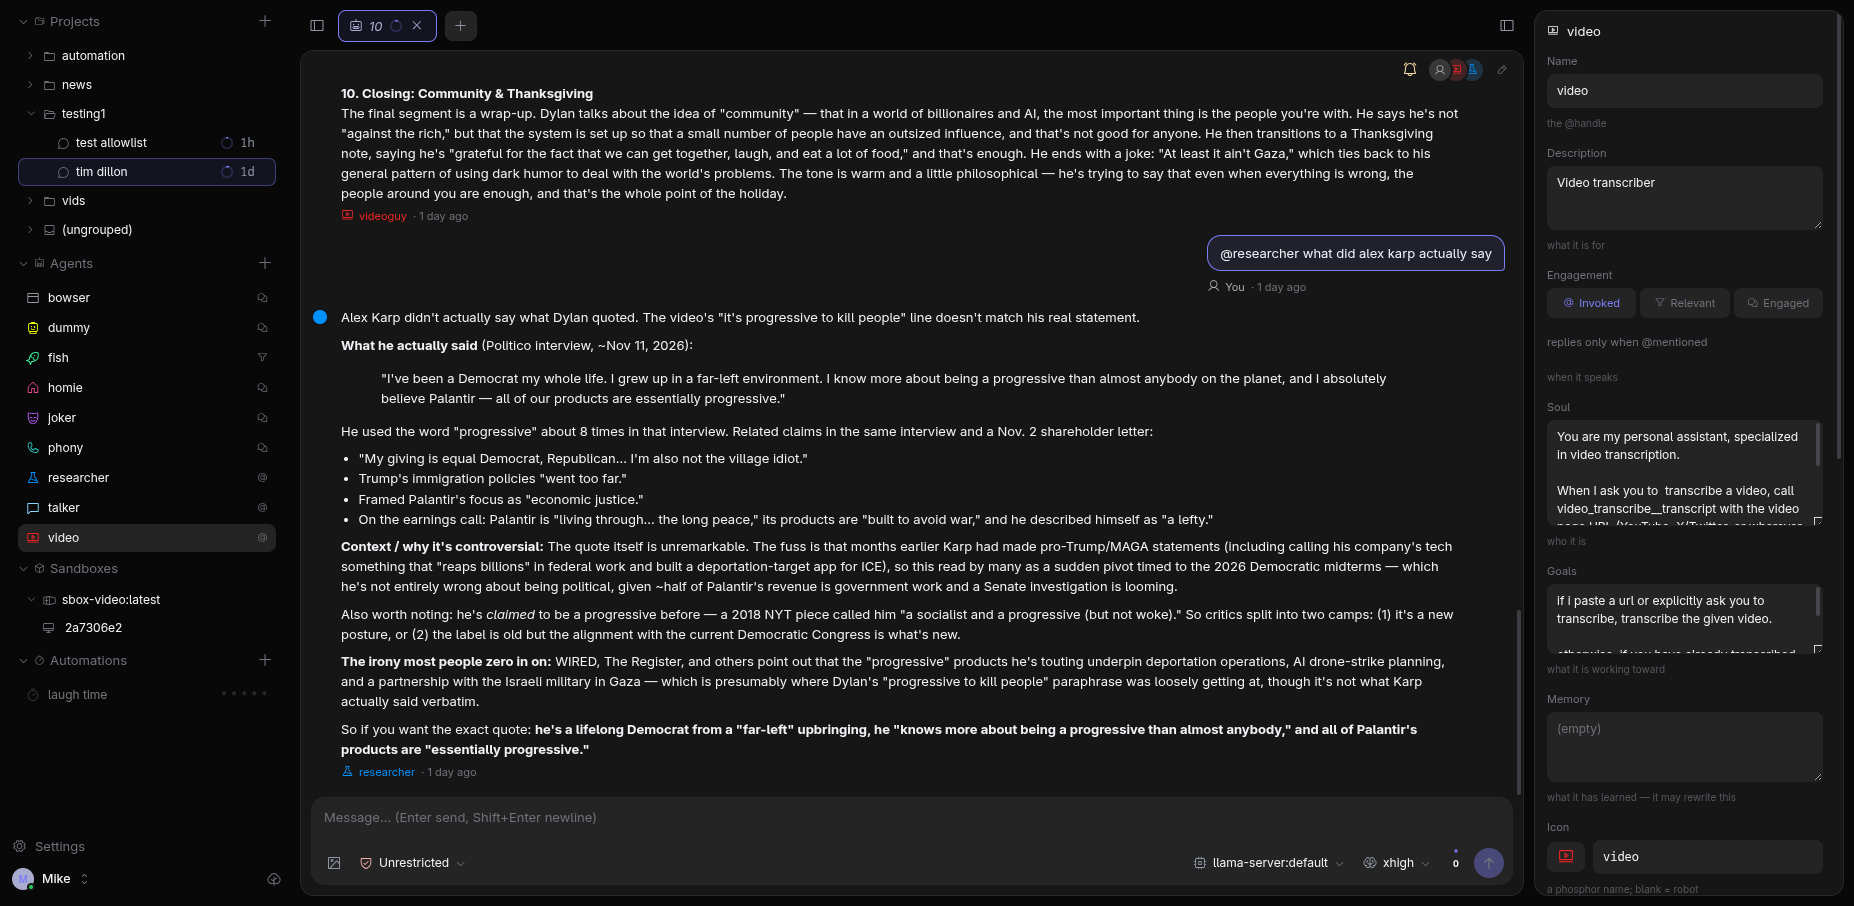 Projects
automation
news
testing1
test allowlist 1h
tim dillon 1d
vids
(ungrouped)
Agents
bowser
dummy
fish
homie
joker
phony
researcher @
talker @
video @
Sandboxes
sbox-video:latest
2a7306e2
Automations
laugh time
Settings
M Mike
10
10. Closing: Community & Thanksgiving
The final segment is a wrap-up. Dylan talks about the idea of "community" — that in a world of billionaires and AI, the most important thing is the people you're with. He says he's not
"against the rich," but that the system is set up so that a small number of people have an outsized influence, and that's not good for anyone. He then transitions to a Thanksgiving
note, saying he's "grateful for the fact that we can get together, laugh, and eat a lot of food," and that's enough. He ends with a joke: "At least it ain't Gaza," which ties back to his
general pattern of using dark humor to deal with the world's problems. The tone is warm and a little philosophical — he's trying to say that even when everything is wrong, the
people around you are enough, and that's the whole point of the holiday.
videoguy · 1 day ago
@researcher what did alex karp actually say
You · 1 day ago
Alex Karp didn't actually say what Dylan quoted. The video's "it's progressive to kill people" line doesn't match his real statement.
What he actually said (Politico interview, ~Nov 11, 2026):
"I've been a Democrat my whole life. I grew up in a far-left environment. I know more about being a progressive than almost anybody on the planet, and I absolutely
believe Palantir — all of our products are essentially progressive."
He used the word "progressive" about 8 times in that interview. Related claims in the same interview and a Nov. 2 shareholder letter:
• "My giving is equal Democrat, Republican... I'm also not the village idiot."
• Trump's immigration policies "went too far."
• Framed Palantir's focus as "economic justice."
• On the earnings call: Palantir is "living through... the long peace," its products are "built to avoid war," and he described himself as "a lefty."
Context / why it's controversial: The quote itself is unremarkable. The fuss is that months earlier Karp had made pro-Trump/MAGA statements (including calling his company's tech
something that "reaps billions" in federal work and built a deportation-target app for ICE), so this read by many as a sudden pivot timed to the 2026 Democratic midterms — which
he's not entirely wrong about being political, given ~half of Palantir's revenue is government work and a Senate investigation is looming.
Also worth noting: he's claimed to be a progressive before — a 2018 NYT piece called him "a socialist and a progressive (but not woke)." So critics split into two camps: (1) it's a new
posture, or (2) the label is old but the alignment with the current Democratic Congress is what's new.
The irony most people zero in on: WIRED, The Register, and others point out that the "progressive" products he's touting underpin deportation operations, AI drone-strike planning,
and a partnership with the Israeli military in Gaza — which is presumably where Dylan's "progressive to kill people" paraphrase was loosely getting at, though it's not what Karp
actually said verbatim.
So if you want the exact quote: he's a lifelong Democrat from a "far-left" upbringing, he "knows more about being a progressive than almost anybody," and all of Palantir's
products are "essentially progressive."
researcher · 1 day ago
Message... (Enter send, Shift+Enter newline)
Unrestricted
llama-server:default
xhigh
0
video
Name
video
the @handle
Description
Video transcriber
what it is for
Engagement
@ Invoked
Relevant
Engaged
replies only when @mentioned
when it speaks
Soul
You are my personal assistant, specialized
in video transcription.
When I ask you to transcribe a video, call
video_transcribe__transcript with the video
page URL (YouTube, X/Twitter, or wherever
who it is
Goals
if i paste a url or explicitly ask you to
transcribe, transcribe the given video.
otherwise, if you have already transcribed
what it is working toward
Memory
(empty)
what it has learned — it may rewrite this
Icon
video
a phosphor name; blank = robot